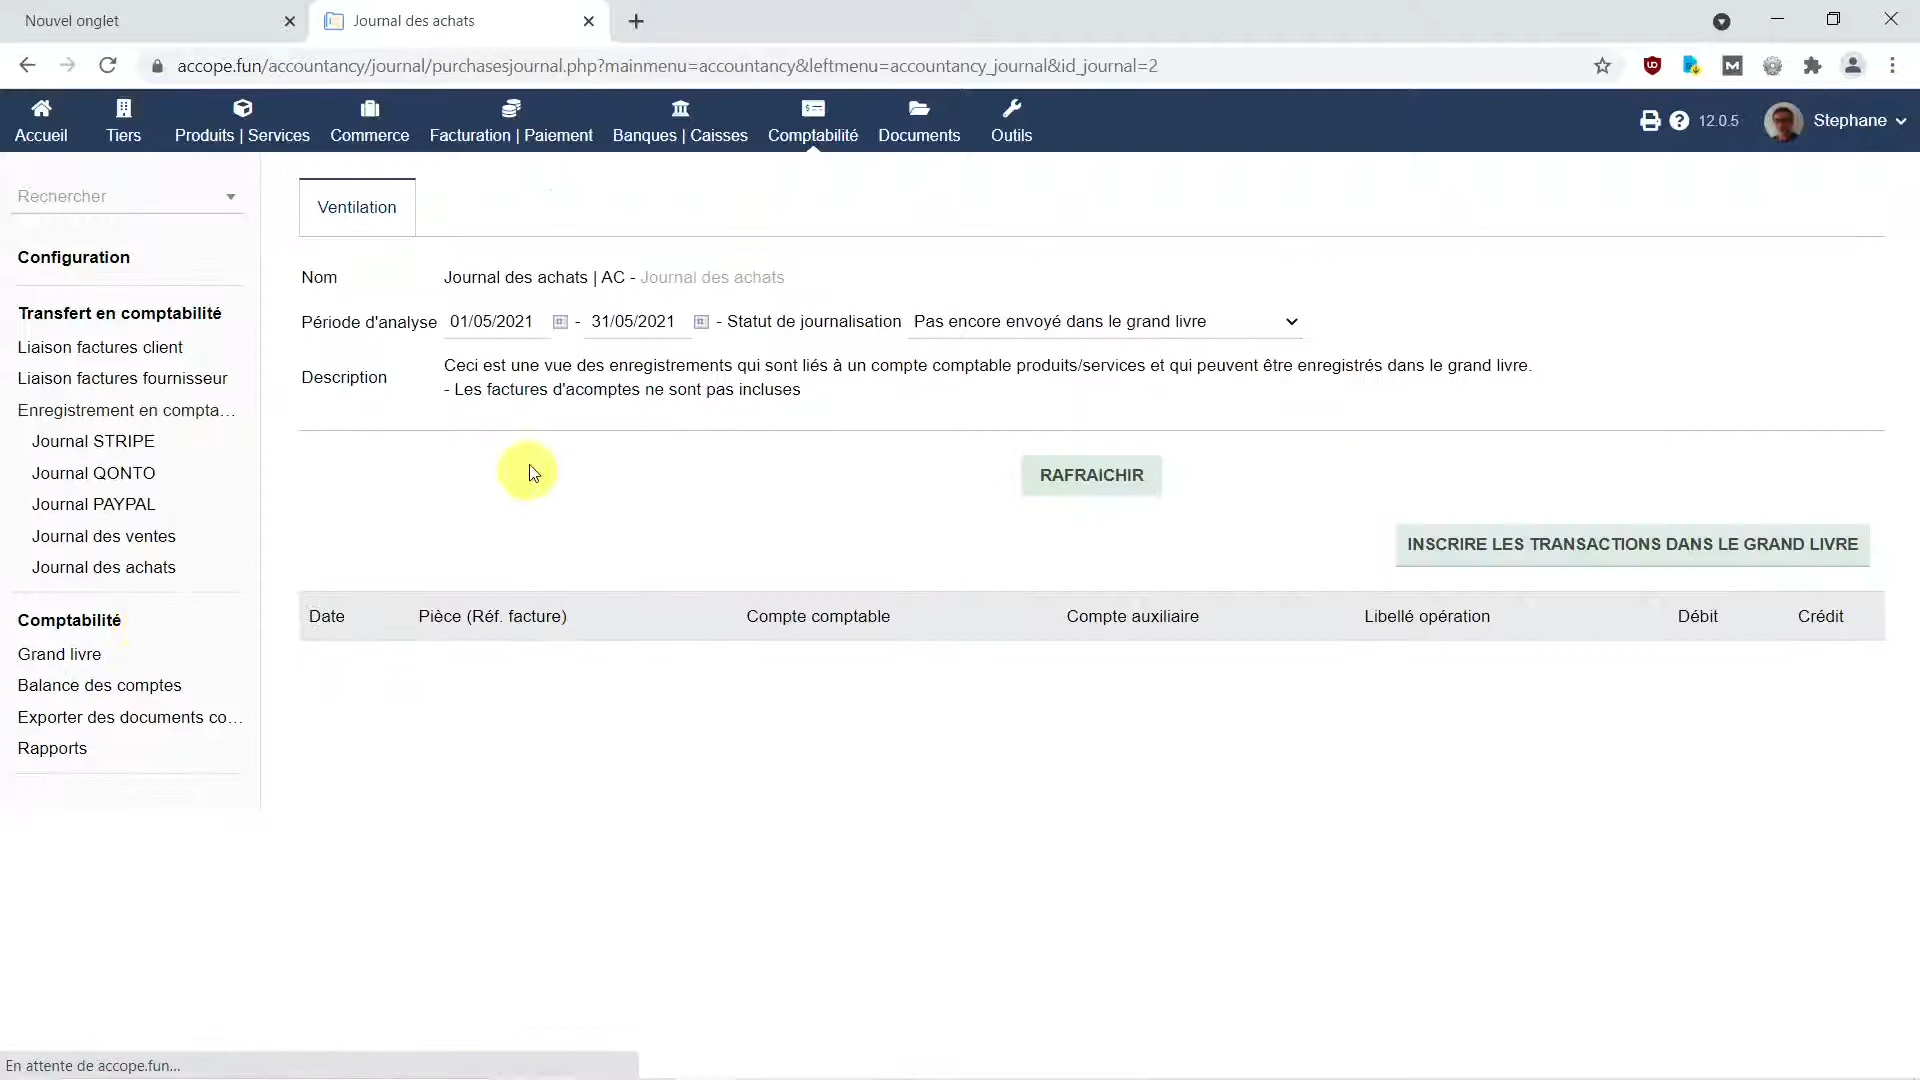 Nouvel onglet
Journal des achats
accope.fun/accountancy/journal/purchasesjournal.php?mainmenu=accountancy&leftmenu=accountancy_journal&id_journal=2
Accueil
Tiers
Produits | Services
Commerce
Facturation | Paiement
Banques | Caisses
Comptabilité
Documents
Outils
12.0.5
Stephane
Rechercher
Configuration
Transfert en comptabilité
Liaison factures client
Liaison factures fournisseur
Enregistrement en compta...
Journal STRIPE
Journal QONTO
Journal PAYPAL
Journal des ventes
Journal des achats
Comptabilité
Grand livre
Balance des comptes
Exporter des documents co...
Rapports
Ventilation
Nom Journal des achats | AC - Journal des achats
Période d'analyse 01/05/2021 - 31/05/2021 - Statut de journalisation Pas encore envoyé dans le grand livre
Description
Ceci est une vue des enregistrements qui sont liés à un compte comptable produits/services et qui peuvent être enregistrés dans le grand livre.
- Les factures d'acomptes ne sont pas incluses
RAFRAICHIR
INSCRIRE LES TRANSACTIONS DANS LE GRAND LIVRE
Date Pièce (Réf. facture) Compte comptable Compte auxiliaire Libellé opération Débit Crédit
En attente de accope.fun...